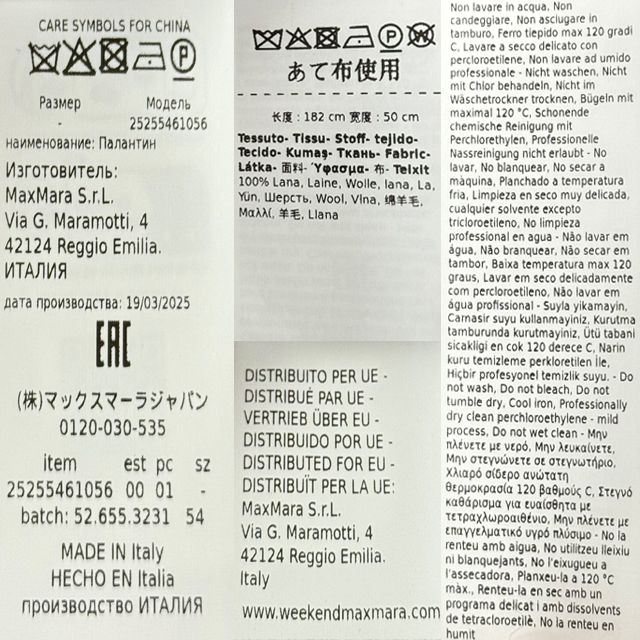 CARE SYMBOLS FOR CHINA
Размер Модель
- 25255461056
наименование: Палантин
Изготовитель:
MaxMara S.r.L.
Via G. Maramotti, 4
42124 Reggio Emilia.
ИТАЛИЯ
дата производства: 19/03/2025
EAC
(株)マックスマーラジャパン
0120-030-535
item est pc sz
25255461056 00 01 -
batch: 52.655.3231 54
MADE IN Italy
HECHO EN Italia
производство ИТАЛИЯ
あて布使用
长度 : 182 cm 宽度 : 50 cm
Tessuto- Tissu- Stoff- tejido-
Tecido- Kumaş- Ткань- Fabric-
Látka- 面料- Ύφασμα- 布- Teixit
100% Lana, Laine, Wolle, lana, La,
Yün, Шерсть, Wool, Vlna, 绵羊毛,
Μαλλί, 羊毛, Llana
DISTRIBUITO PER UE -
DISTRIBUÉ PAR UE -
VERTRIEB ÜBER EU -
DISTRIBUIDO POR UE -
DISTRIBUTED FOR EU -
DISTRIBUÏT PER LA UE:
MaxMara S.r.L.
Via G. Maramotti, 4
42124 Reggio Emilia.
Italy
www.weekendmaxmara.com
Non lavare in acqua, Non
candeggiare, Non asciugare in
tamburo, Ferro tiepido max 120 gradi
C, Lavare a secco delicato con
percloroetilene, Non lavare ad umido
professionale - Nicht waschen, Nicht
mit Chlor behandeln, Nicht im
Wäschetrockner trocknen, Bügeln mit
maximal 120 °C, Schonende
chemische Reinigung mit
Perchlorethylen, Professionelle
Nassreinigung nicht erlaubt - No
lavar, No blanquear, No secar a
màquina, Planchado a temperatura
fria, Limpieza en seco muy delicada,
cualquier solvente excepto
tricloroetileno, No limpieza
professional en agua - Não lavar em
água, Não branquear, Não secar em
tambor, Baixa temperatura max 120
graus, Lavar em seco delicadamente
com percloroetileno, Não lavar em
água profissional - Suyla yikamayin,
Camasir suyu kullanmayiniz, Kurutma
tamburunda kurutmayiniz, Ütü tabani
sicakligi en cok 120 derece C, Narin
kuru temizleme perkloretilen İle,
Hiçbir profesyonel temizlik suyu. - Do
not wash, Do not bleach, Do not
tumble dry, Cool iron, Professionally
dry clean perchloroethylene - mild
process, Do not wet clean - Μην
πλένετε με νερό, Μην λευκαίνετε,
Μην στεγνώνετε σε στεγνωτήριο,
Χλιαρό σίδερο ανώτατη
θερμοκρασία 120 βαθμούς C, Στεγνό
καθάρισμα για ευαίσθητα με
τετραχλωροαιθένιο, Μην πλένετε με
επαγγελματικό υγρό πλύσιμο - No la
renteu amb aigua, No utilitzeu lleixiu
ni blanquejants, No l'eixugueu a
l'assecadora, Planxeu-la a 120 °C
màx., Renteu-la en sec amb un
programa delicat i amb dissolvents
de tetracloroetilè, No la renteu en
humit